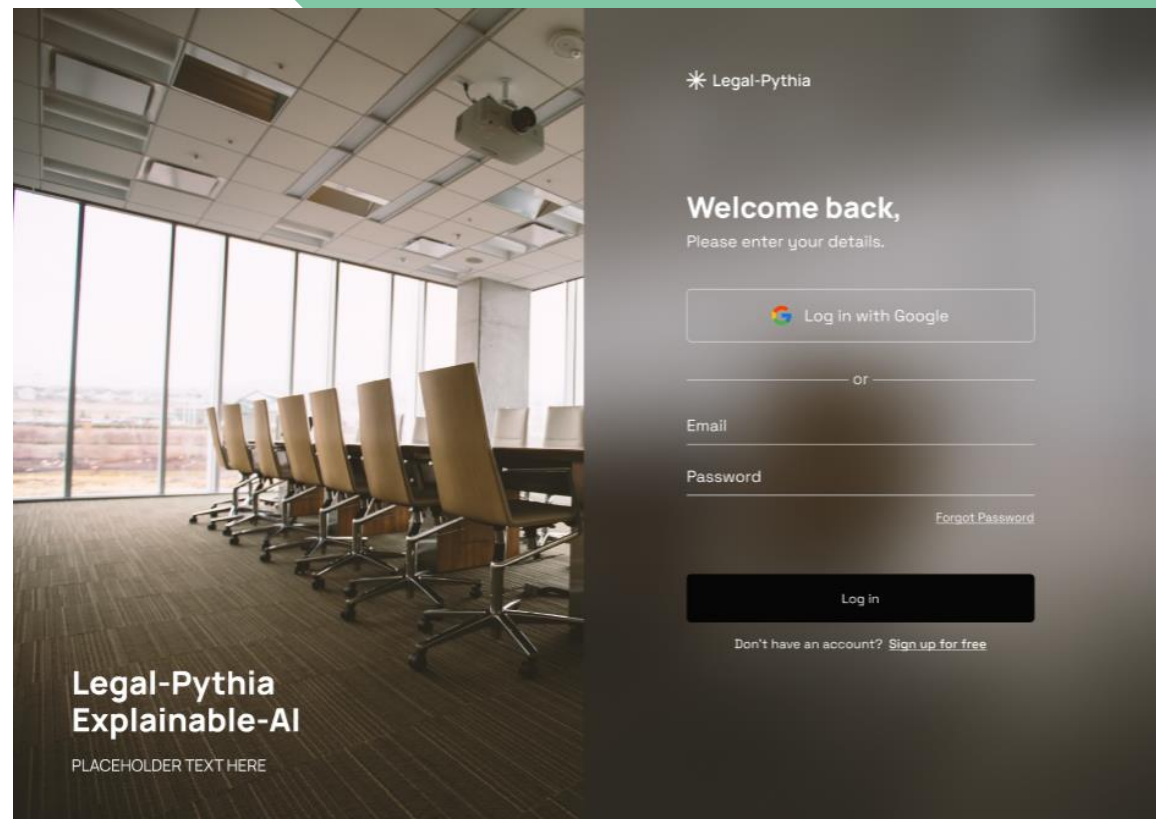 Legal-Pythia
Welcome back,
Please enter your details.
Log in with Google
or
Email
Password
Forgot Password
Log in
Don't have an account? Sign up for free
Legal-Pythia
Explainable-AI
PLACEHOLDER TEXT HERE